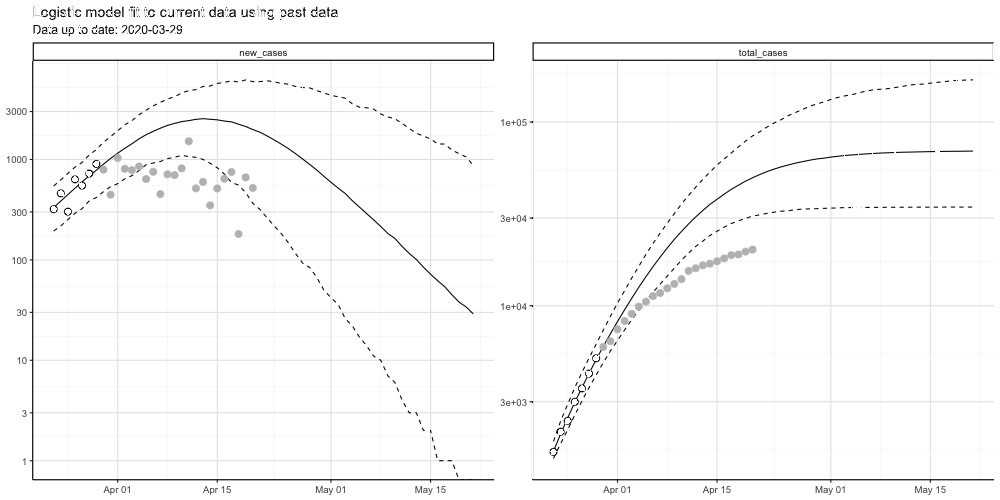 Logistic model fit to current data using past data
Data up to date: 2020-03-29
new_cases
total_cases
3000
1000
300
100
30
10
3
1
1e+05
3e+04
1e+04
3e+03
Apr 01
Apr 15
May 01
May 15
Apr 01
Apr 15
May 01
May 15